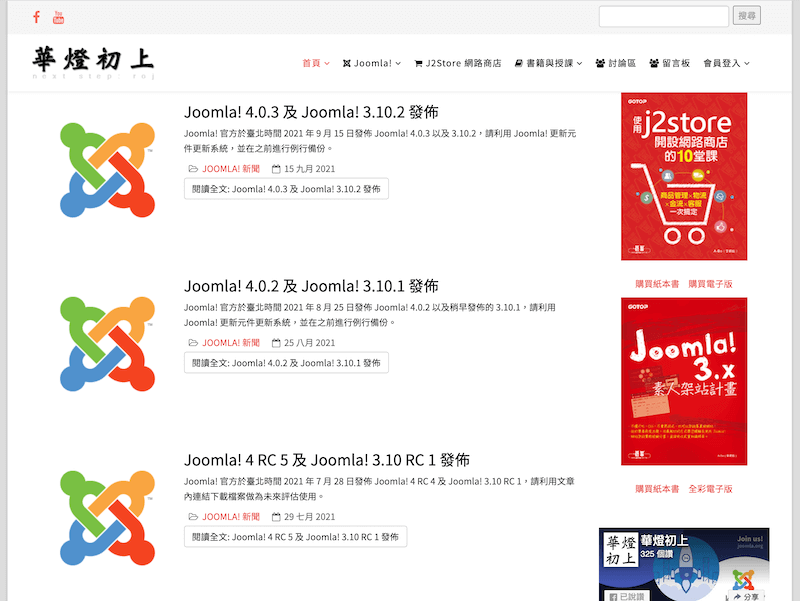 You Tube
搜尋
華燈初上
next stop: roj
首頁 Joomla! J2Store 網路商店 書籍與授課 討論區 留言板 會員登入
Joomla! 4.0.3 及 Joomla! 3.10.2 發佈
Joomla! 官方於臺北時間 2021 年 9 月 15 日發佈 Joomla! 4.0.3 以及 3.10.2，請利用 Joomla! 更新元
件更新系統，並在之前進行例行備份。
JOOMLA! 新聞 15 九月 2021
閱讀全文: Joomla! 4.0.3 及 Joomla! 3.10.2 發佈
Joomla! 4.0.2 及 Joomla! 3.10.1 發佈
Joomla! 官方於臺北時間 2021 年 8 月 25 日發佈 Joomla! 4.0.2 以及稍早發佈的 3.10.1，請利用
Joomla! 更新元件更新系統，並在之前進行例行備份。
JOOMLA! 新聞 25 八月 2021
閱讀全文: Joomla! 4.0.2 及 Joomla! 3.10.1 發佈
Joomla! 4 RC 5 及 Joomla! 3.10 RC 1 發佈
Joomla! 官方於臺北時間 2021 年 7 月 28 日發佈 Joomla! 4 RC 4 及 Joomla! 3.10 RC 1，請利用文章
內連結下載檔案做為未來評估使用。
JOOMLA! 新聞 29 七月 2021
閱讀全文: Joomla! 4 RC 5 及 Joomla! 3.10 RC 1 發佈
GOTOP
使用 j2store
開設網路商店
的10堂課
商品管理×物流
×金流×客服
一次搞定
購買紙本書 購買電子版
GOTOP
Joomla!
3.x
素人架站計畫
購買紙本書 全彩電子版
華燈初上
華燈初上
325 個讚
Join us!
joomla.org
已說讚
分享